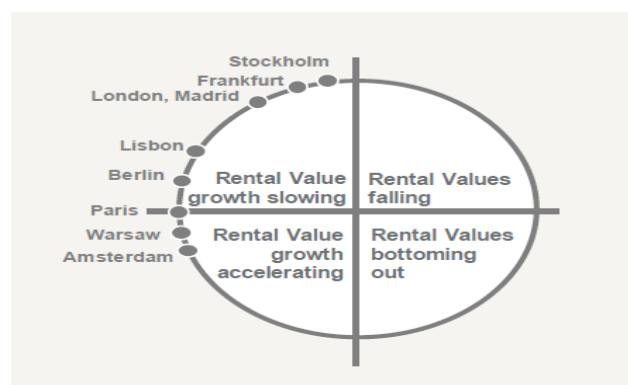 Stockholm
Frankfurt
London, Madrid
Lisbon
Berlin
Paris
Warsaw
Amsterdam
Rental Value
growth slowing
Rental Values
falling
Rental Value
growth
accelerating
Rental Values
bottoming
out